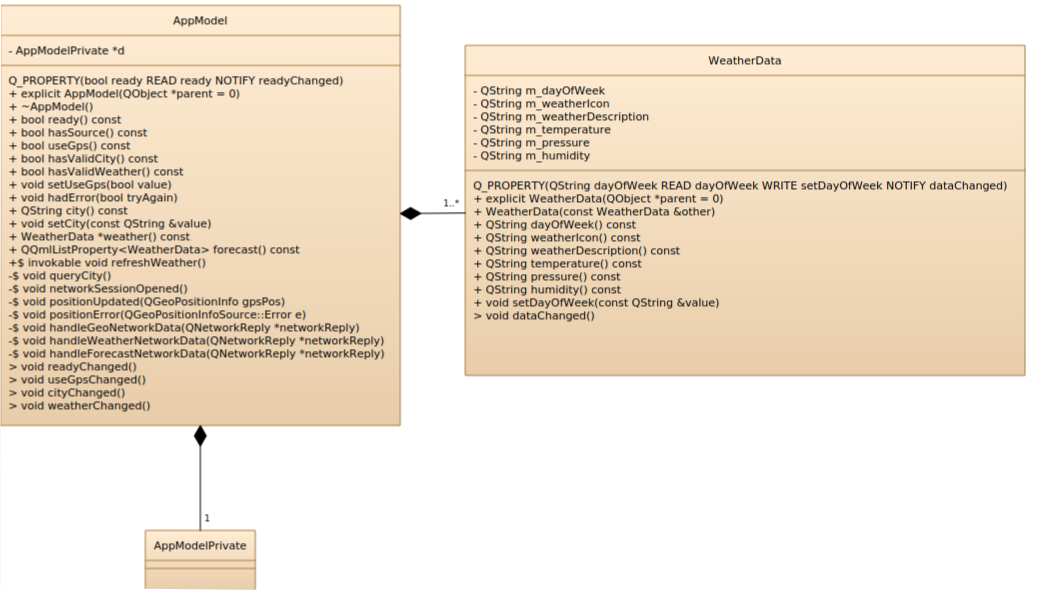 AppModel
- AppModelPrivate *d
Q_PROPERTY(bool ready READ ready NOTIFY readyChanged)
+ explicit AppModel(QObject *parent = 0)
+ ~AppModel()
+ bool ready() const
+ bool hasSource() const
+ bool useGps() const
+ bool hasValidCity() const
+ bool hasValidWeather() const
+ void setUseGps(bool value)
+ void hadError(bool tryAgain)
+ QString city() const
+ void setCity(const QString &value)
+ WeatherData *weather() const
+ QQmlListProperty<WeatherData> forecast() const
+$ invokable void refreshWeather()
-$ void queryCity()
-$ void networkSessionOpened()
-$ void positionUpdated(QGeoPositionInfo gpsPos)
-$ void positionError(QGeoPositionInfoSource::Error e)
-$ void handleGeoNetworkData(QNetworkReply *networkReply)
-$ void handleWeatherNetworkData(QNetworkReply *networkReply)
-$ void handleForecastNetworkData(QNetworkReply *networkReply)
> void readyChanged()
> void useGpsChanged()
> void cityChanged()
> void weatherChanged()
1..*
WeatherData
- QString m_dayOfWeek
- QString m_weatherIcon
- QString m_weatherDescription
- QString m_temperature
- QString m_pressure
- QString m_humidity
Q_PROPERTY(QString dayOfWeek READ dayOfWeek WRITE setDayOfWeek NOTIFY dataChanged)
+ explicit WeatherData(QObject *parent = 0)
+ WeatherData(const WeatherData &other)
+ QString dayOfWeek() const
+ QString weatherIcon() const
+ QString weatherDescription() const
+ QString temperature() const
+ QString pressure() const
+ QString humidity() const
+ void setDayOfWeek(const QString &value)
> void dataChanged()
1
AppModelPrivate